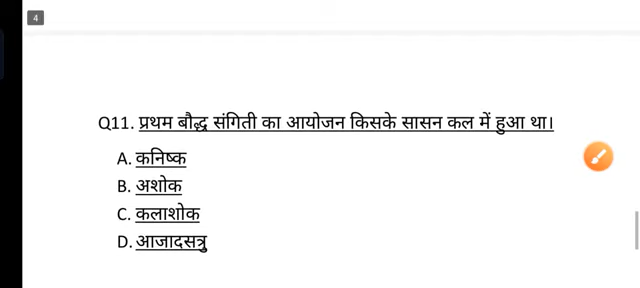 4
Q11. प्रथम बौद्ध संगिती का आयोजन किसके सासन कल में हुआ था।
A. कनिष्क
B. अशोक
C. कलाशोक
D. आजादसत्रु